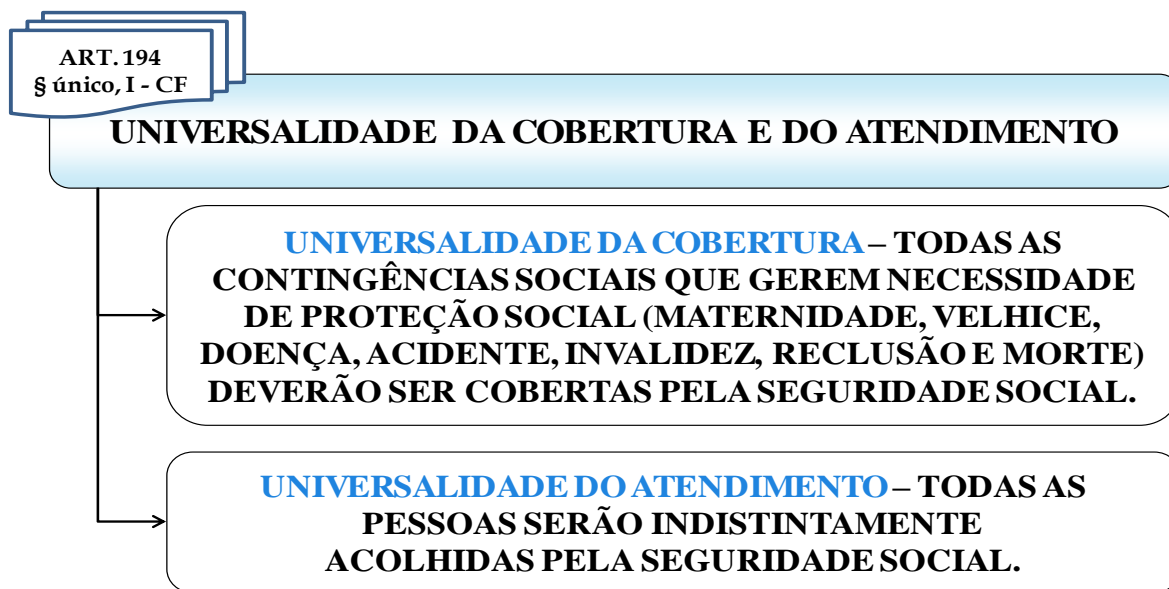 ART. 194
§ único, I - CF
UNIVERSALIDADE DA COBERTURA E DO ATENDIMENTO
UNIVERSALIDADE DA COBERTURA – TODAS AS
CONTINGÊNCIAS SOCIAIS QUE GEREM NECESSIDADE
DE PROTEÇÃO SOCIAL (MATERNIDADE, VELHICE,
DOENÇA, ACIDENTE, INVALIDEZ, RECLUSÃO E MORTE)
DEVERÃO SER COBERTAS PELA SEGURIDADE SOCIAL.
UNIVERSALIDADE DO ATENDIMENTO – TODAS AS
PESSOAS SERÃO INDISTINTAMENTE
ACOLHIDAS PELA SEGURIDADE SOCIAL.